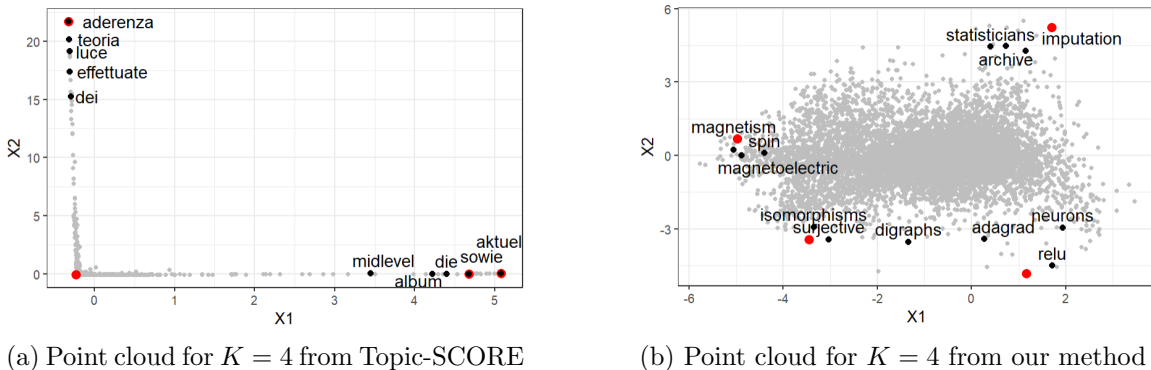 aderenza
teoria
luce
effettuate
dei
midlevel
album
die
sowie
aktuel
20
15
10
5
0
X2
0
1
2
3
4
5
X1
(a) Point cloud for K = 4 from Topic-SCORE
6
3
0
-3
X2
statisticians
imputation
archive
magnetism
spin
magnetoelectric
isomorphisms
surjective
digraphs
adagrad
neurons
relu
-6
-4
-2
0
2
X1
(b) Point cloud for K = 4 from our method